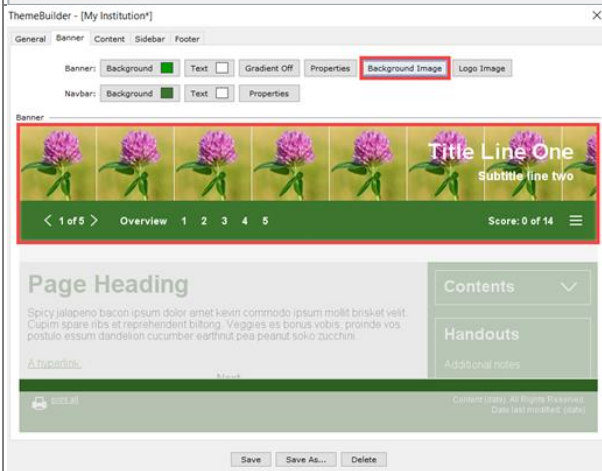 ThemeBuilder - [My Institution*]
General Banner Content Sidebar Footer
Banner: Background Text Gradient Off Properties Background Image Logo Image
Navbar: Background Text Properties
Banner
Title Line One
Subtitle line two
< 1 of 5 > Overview 1 2 3 4 5 Score: 0 of 14
Page Heading
Spicy jalapeno bacon ipsum dolor amet kevin commodo ipsum mollit brisket velit.
Cupim spare ribs et reprehenderit biltong. Veggies es bonus vobis, proinde vos
postulo essum dandelion cucumber earthnut pea peanut soko zucchini.
A hyperlink.
Next
Contents
Handouts
Additional notes
print all
Content (date). All Rights Reserved.
Date last modified: (date)
Save Save As... Delete